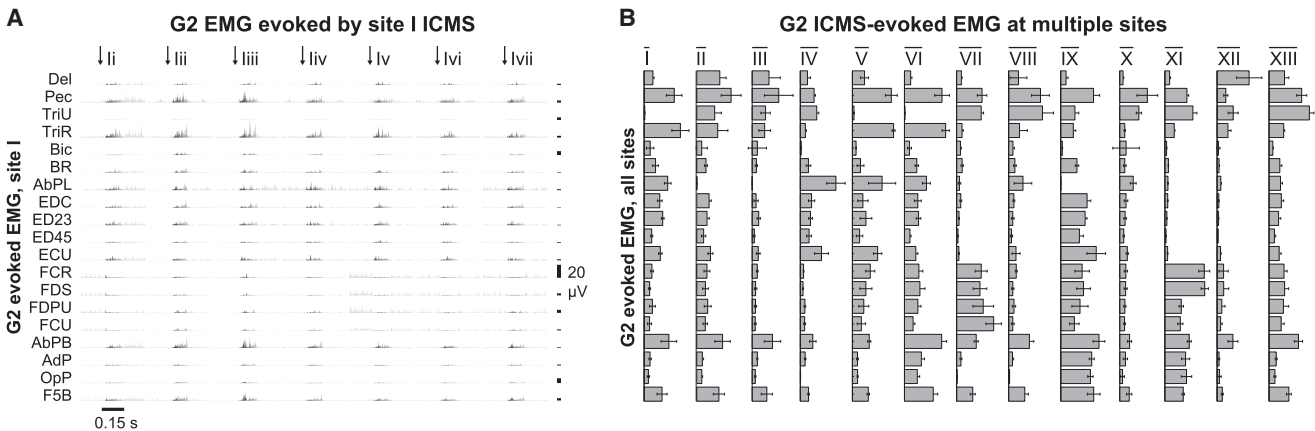 A
G2 EMG evoked by site I ICMS
Ii Iii Iiii Iiv Iv Ivi Ivii
G2 evoked EMG, site I
Del
Pec
TriU
TriR
Bic
BR
AbPL
EDC
ED23
ED45
ECU
FCR
FDS
FDPU
FCU
AbPB
AdP
OpP
F5B
20
µV
0.15 s
B
G2 ICMS-evoked EMG at multiple sites
I II III IV V VI VII VIII IX X XI XII XIII
G2 evoked EMG, all sites